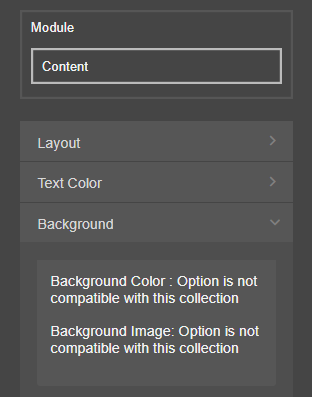 Module
Content
Layout
Text Color
Background
Background Color : Option is not
compatible with this collection
Background Image: Option is not
compatible with this collection